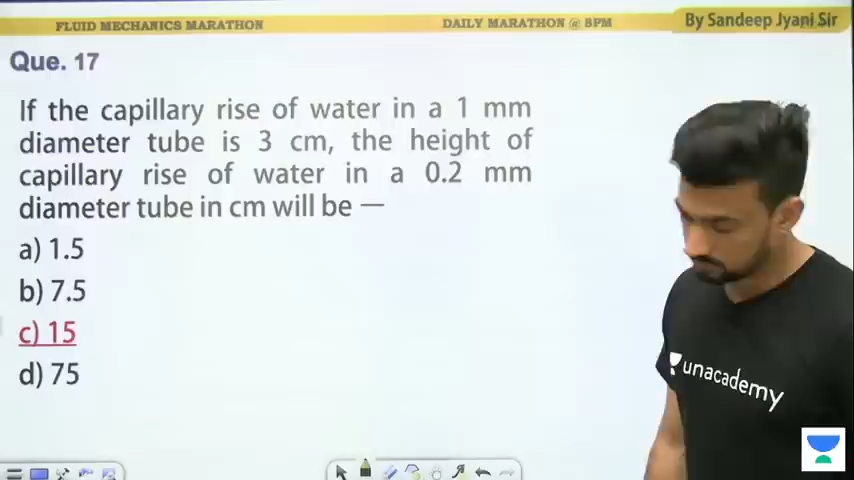 FLUID MECHANICS MARATHON
DAILY MARATHON @ 8PM
By Sandeep Jyani Sir
Que. 17
If the capillary rise of water in a 1 mm
diameter tube is 3 cm, the height of
capillary rise of water in a 0.2 mm
diameter tube in cm will be —
a) 1.5
b) 7.5
c) 15
d) 75
unacademy